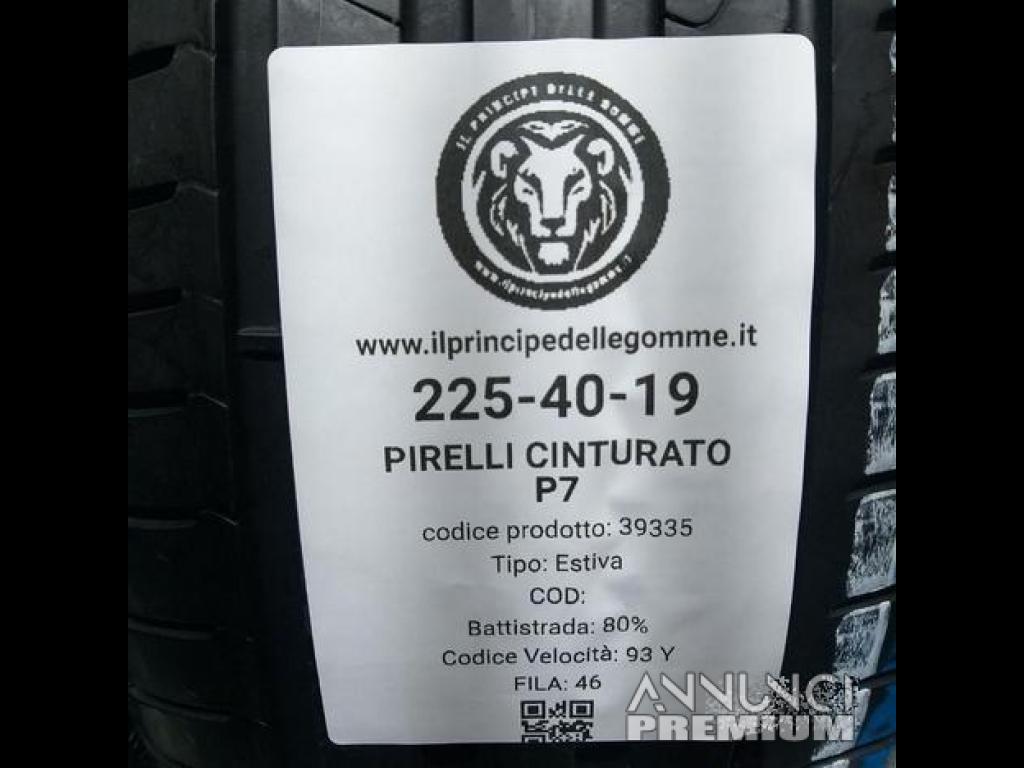 IL PRINCIPE DELLE GOMME
www.ilprincipedellegomme.it
www.ilprincipedellegomme.it
225-40-19
PIRELLI CINTURATO
P7
codice prodotto: 39335
Tipo: Estiva
COD:
Battistrada: 80%
Codice Velocità: 93 Y
FILA: 46
ANNUNCI
PREMIUM